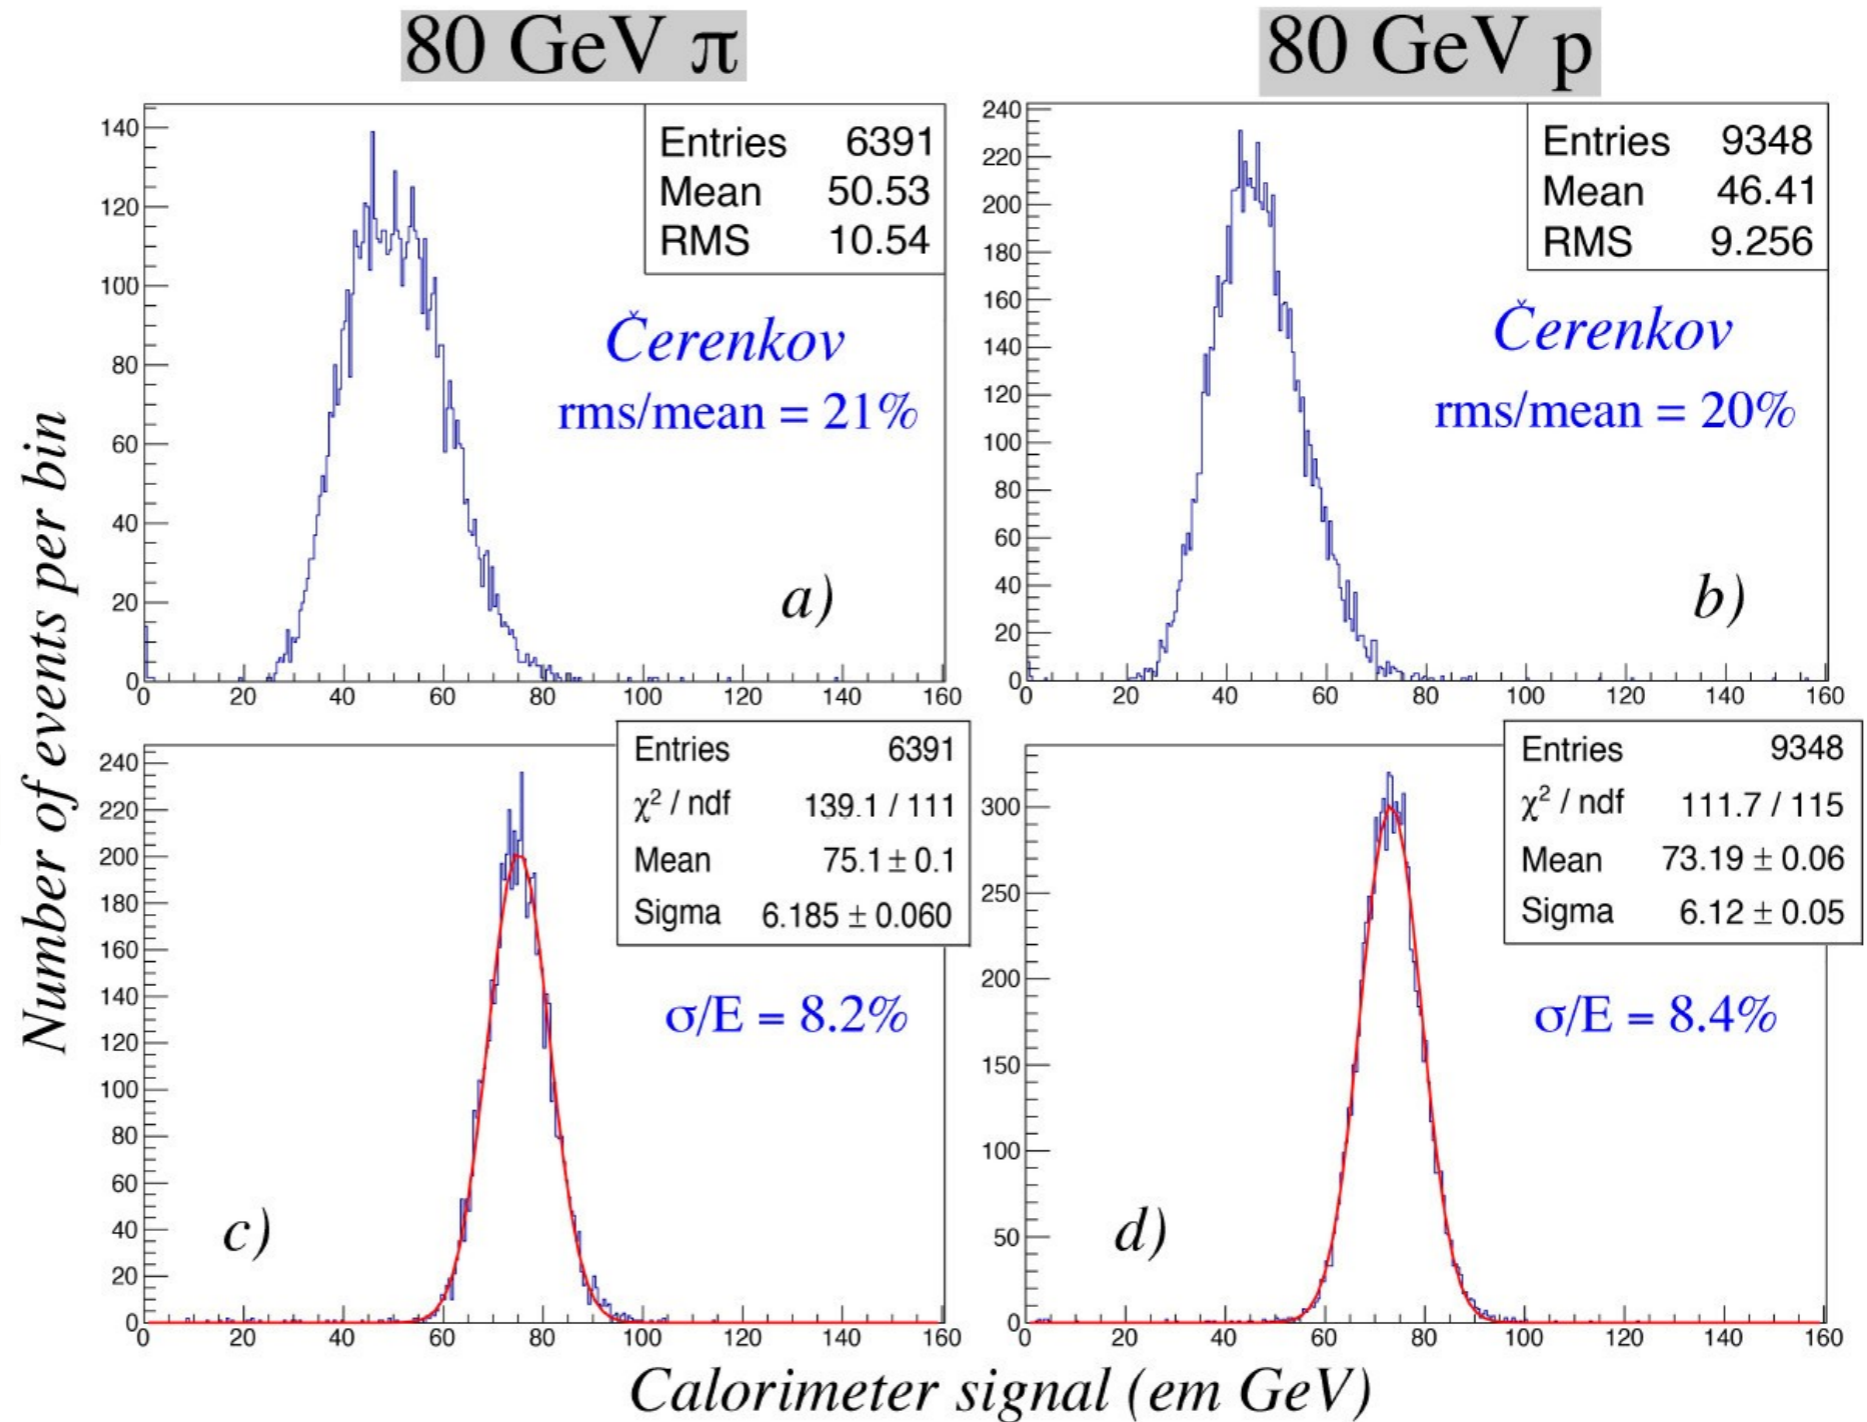 80 GeV π
80 GeV p
Number of events per bin
Entries 6391
Mean 50.53
RMS 10.54
Čerenkov
rms/mean = 21%
a)
140
120
100
80
60
40
20
0
0 20 40 60 80 100 120 140 160
Entries 9348
Mean 46.41
RMS 9.256
Čerenkov
rms/mean = 20%
b)
240
220
200
180
160
140
120
100
80
60
40
20
0
0 20 40 60 80 100 120 140 160
Entries 6391
χ² / ndf 139.1 / 111
Mean 75.1 ± 0.1
Sigma 6.185 ± 0.060
σ/E = 8.2%
c)
240
220
200
180
160
140
120
100
80
60
40
20
0
0 20 40 60 80 100 120 140 160
Entries 9348
χ² / ndf 111.7 / 115
Mean 73.19 ± 0.06
Sigma 6.12 ± 0.05
σ/E = 8.4%
d)
300
250
200
150
100
50
0
0 20 40 60 80 100 120 140 160
Calorimeter signal (em GeV)